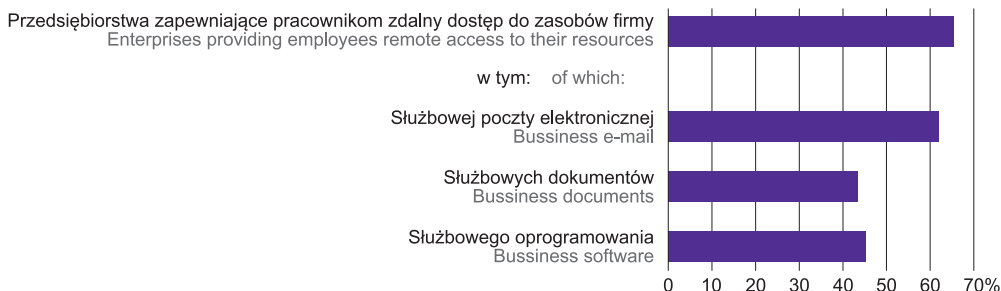 Przedsiębiorstwa zapewniające pracownikom zdalny dostęp do zasobów firmy
Enterprises providing employees remote access to their resources
w tym: of which:
Służbowej poczty elektronicznej
Bussiness e-mail
Służbowych dokumentów
Bussiness documents
Służbowego oprogramowania
Bussiness software
0 10 20 30 40 50 60 70%